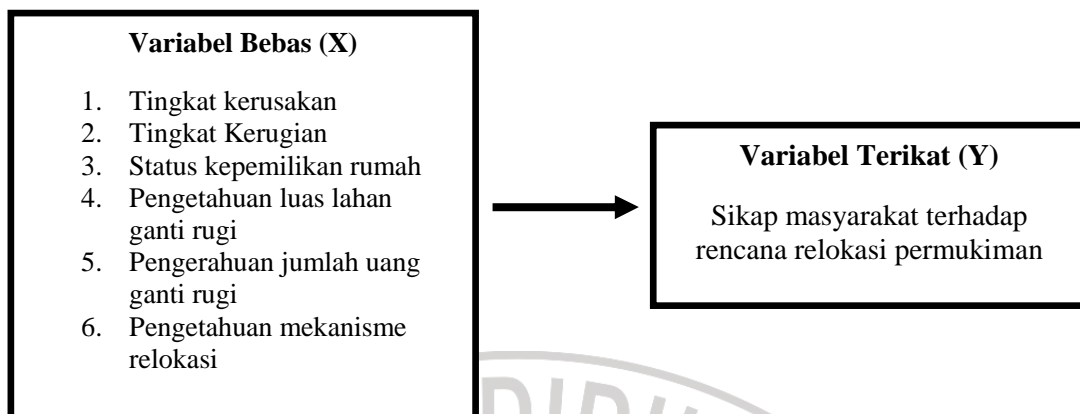 Variabel Bebas (X)
1. Tingkat kerusakan
2. Tingkat Kerugian
3. Status kepemilikan rumah
4. Pengetahuan luas lahan
ganti rugi
5. Pengerahuan jumlah uang
ganti rugi
6. Pengetahuan mekanisme
relokasi
Variabel Terikat (Y)
Sikap masyarakat terhadap
rencana relokasi permukiman